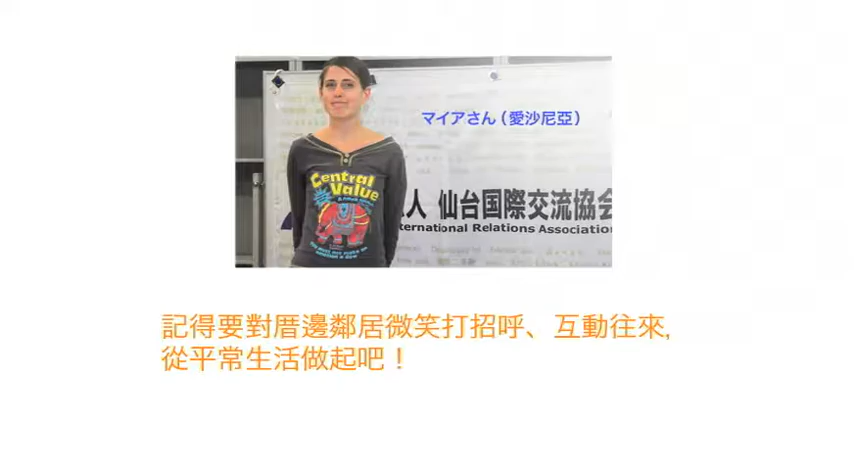 マイアさん（愛沙尼亞）
Central
Value
人 仙台国際交流協会
International Relations Association
記得要對厝邊鄰居微笑打招呼、互動往來,
從平常生活做起吧！